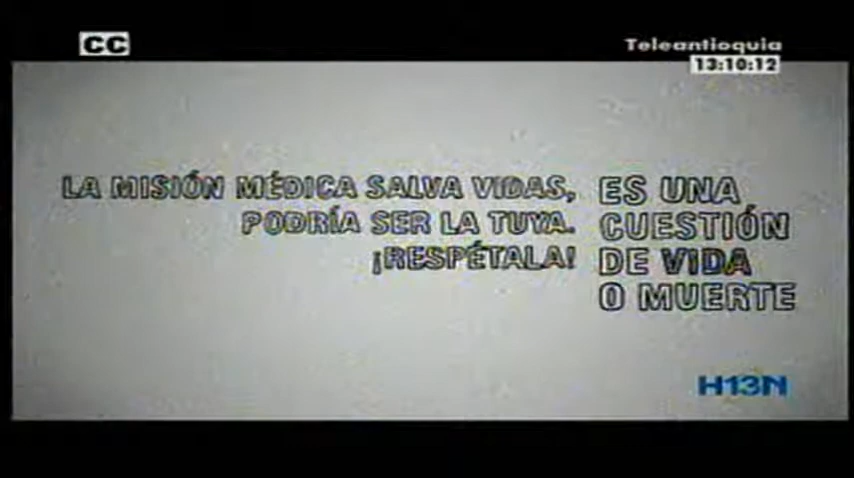 CC
Teleantioquia
13:10:12
LA MISIÓN MÉDICA SALVA VIDAS,
PODRÍA SER LA TUYA.
¡RESPÉTALA!
ES UNA
CUESTIÓN
DE VIDA
O MUERTE
H13N